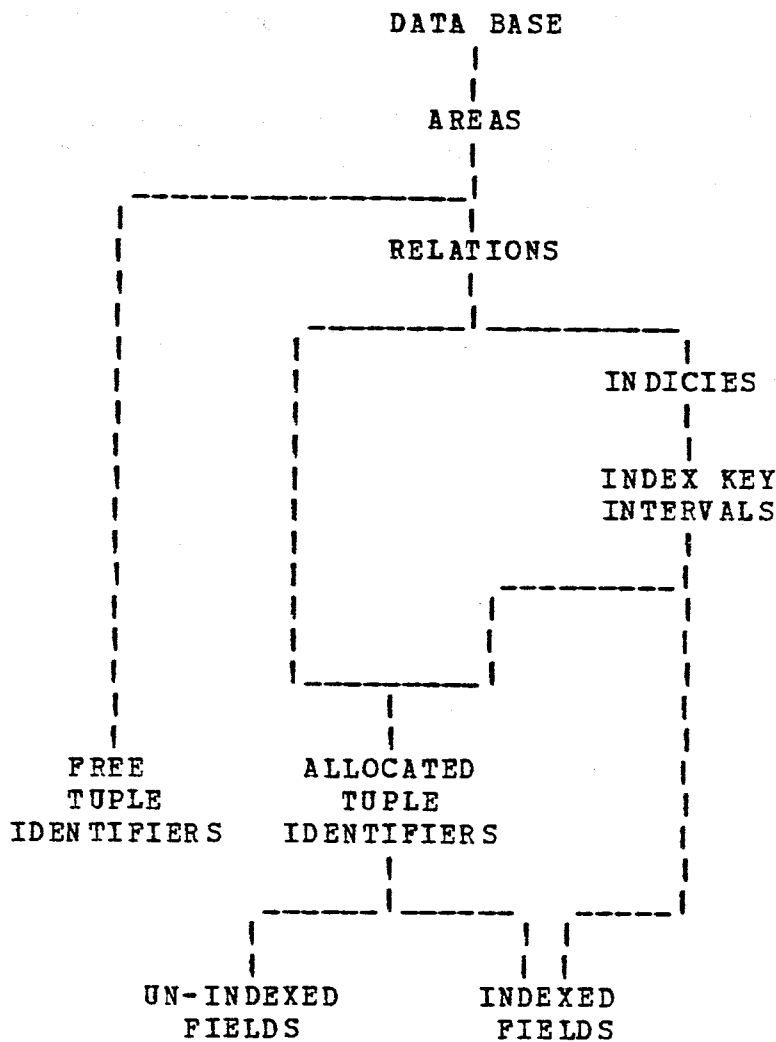 DATA BASE
AREAS
RELATIONS
INDICIES
INDEX KEY
INTERVALS
FREE
TUPLE
IDENTIFIERS
ALLOCATED
TUPLE
IDENTIFIERS
UN-INDEXED
FIELDS
INDEXED
FIELDS